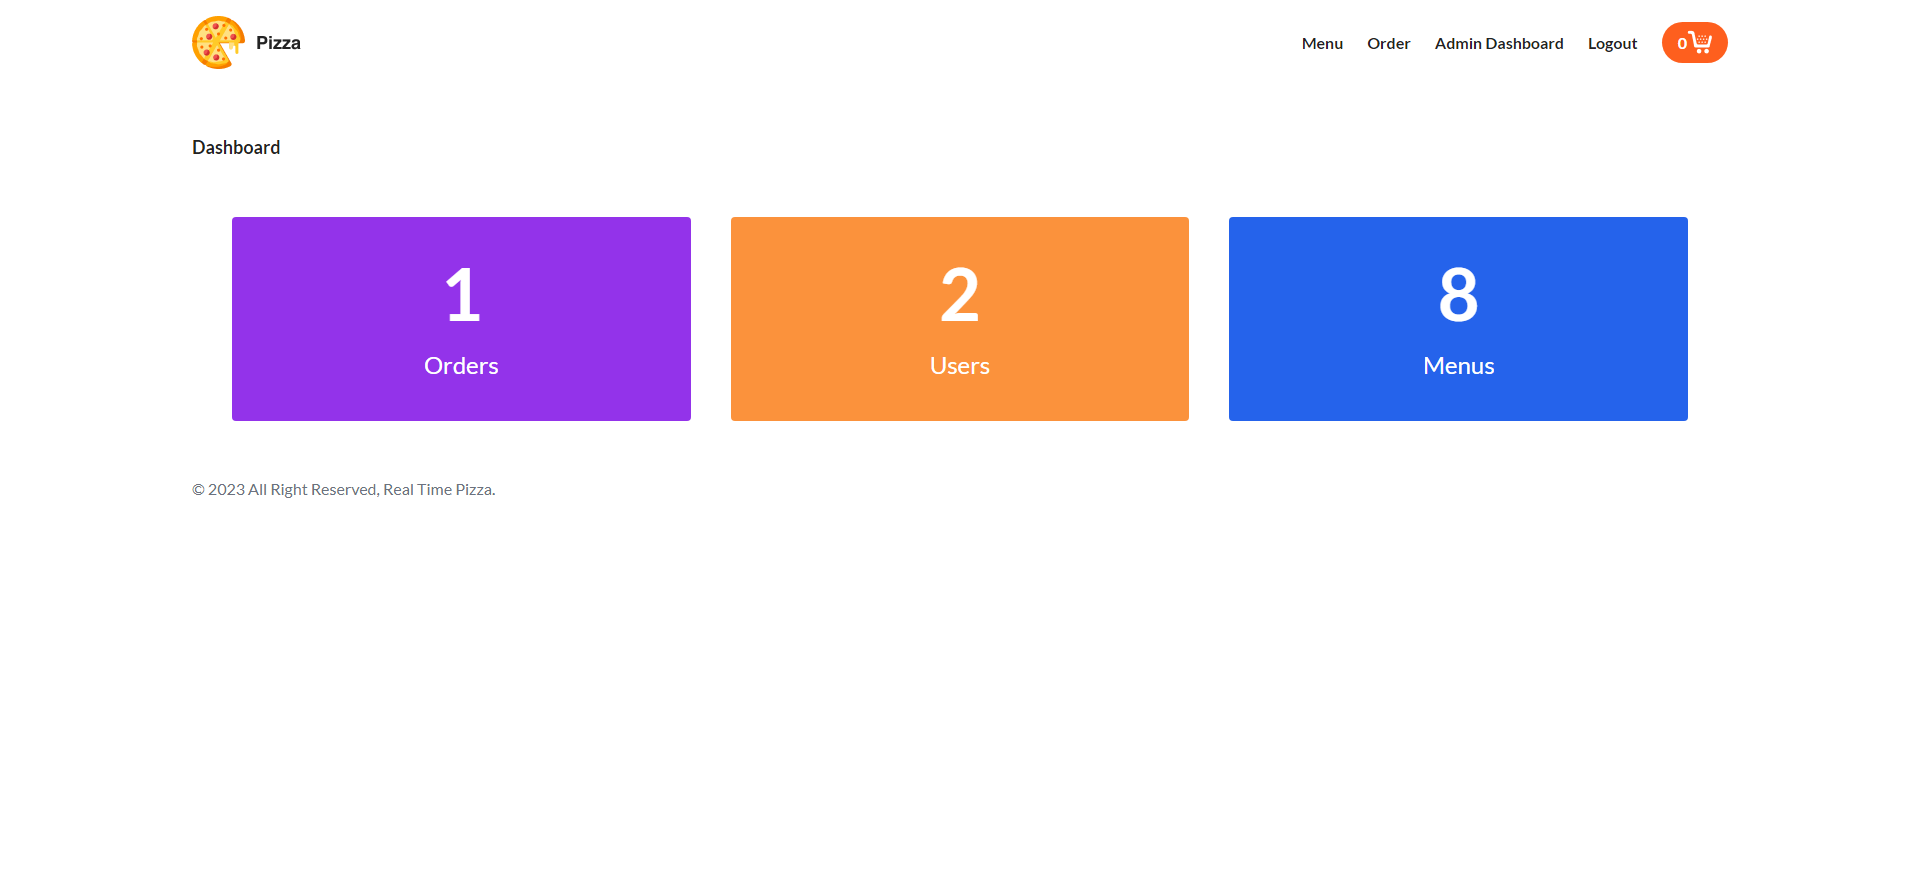 Pizza
Menu Order Admin Dashboard Logout 0
Dashboard
1 2 8
Orders Users Menus
© 2023 All Right Reserved, Real Time Pizza.